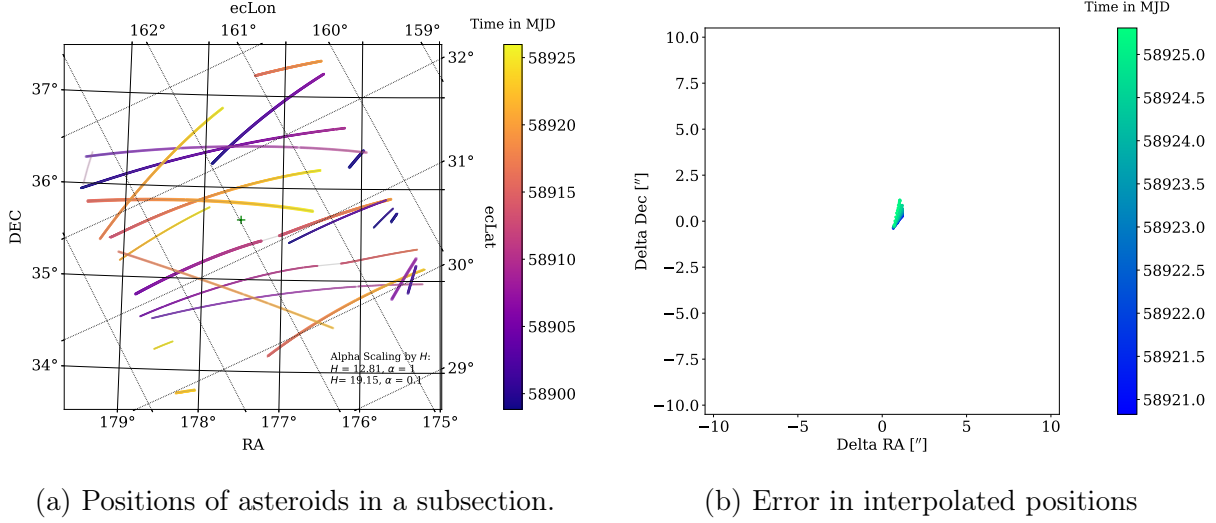 ecLon
162° 161° 160° 159°
Time in MJD
32°
31°
30°
29°
ecLat
37°
36°
35°
34°
DEC
179° 178° 177° 176° 175°
RA
Alpha Scaling by H:
H = 12.81, α = 1
H= 19.15, α = 0.1
58925
58920
58915
58910
58905
58900
(a) Positions of asteroids in a subsection.
Time in MJD
10.0
7.5
5.0
2.5
0.0
−2.5
−5.0
−7.5
−10.0
Delta Dec [″]
−10 −5 0 5 10
Delta RA [″]
58925.0
58924.5
58924.0
58923.5
58923.0
58922.5
58922.0
58921.5
58921.0
(b) Error in interpolated positions